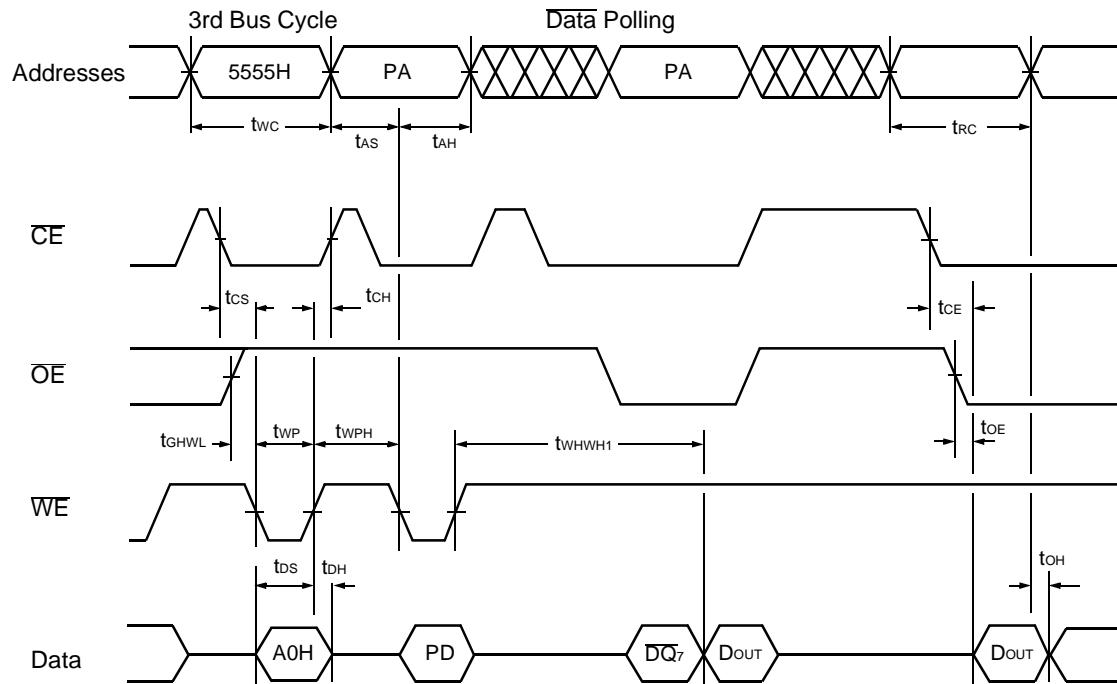 3rd Bus Cycle Data Polling
Addresses 5555H PA PA
tWC tAS tAH tRC
CE
tCS tCH tCE
OE
tGHWL tWP tWPH tWHWH1 tOE
WE
tDS tDH tOH
Data A0H PD DQ7 DOUT DOUT